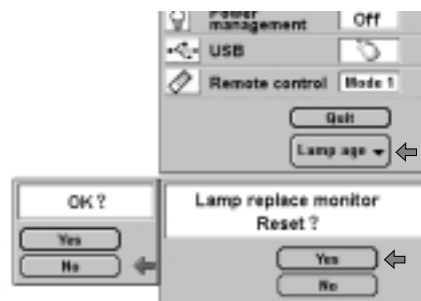 Power
management Off
USB
Remote control Mode 1
Quit
Lamp age
OK?
Yes
No
Lamp replace monitor
Reset ?
Yes
No